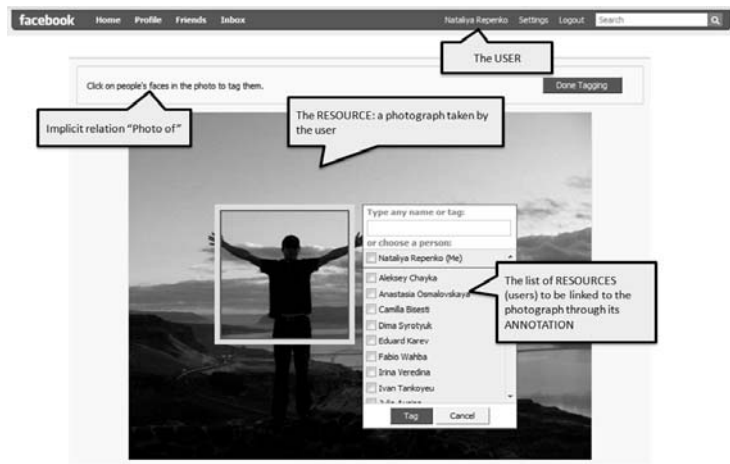 facebook Home Profile Friends Inbox Nataliya Repenko Settings Logout Search
The USER
Click on people's faces in the photo to tag them. Done Tagging
Implicit relation "Photo of"
The RESOURCE: a photograph taken by
the user
Type any name or tag:
or choose a person:
Nataliya Repenko (Me)
Aleksey Chayka
Anastasia Osmalovskaya
Camilla Bisesti
Dima Syrotyuk
Eduard Karev
Fabio Wahba
Irina Veredina
Ivan Tankoyeu
The list of RESOURCES
(users) to be linked to the
photograph through its
ANNOTATION
Tag Cancel